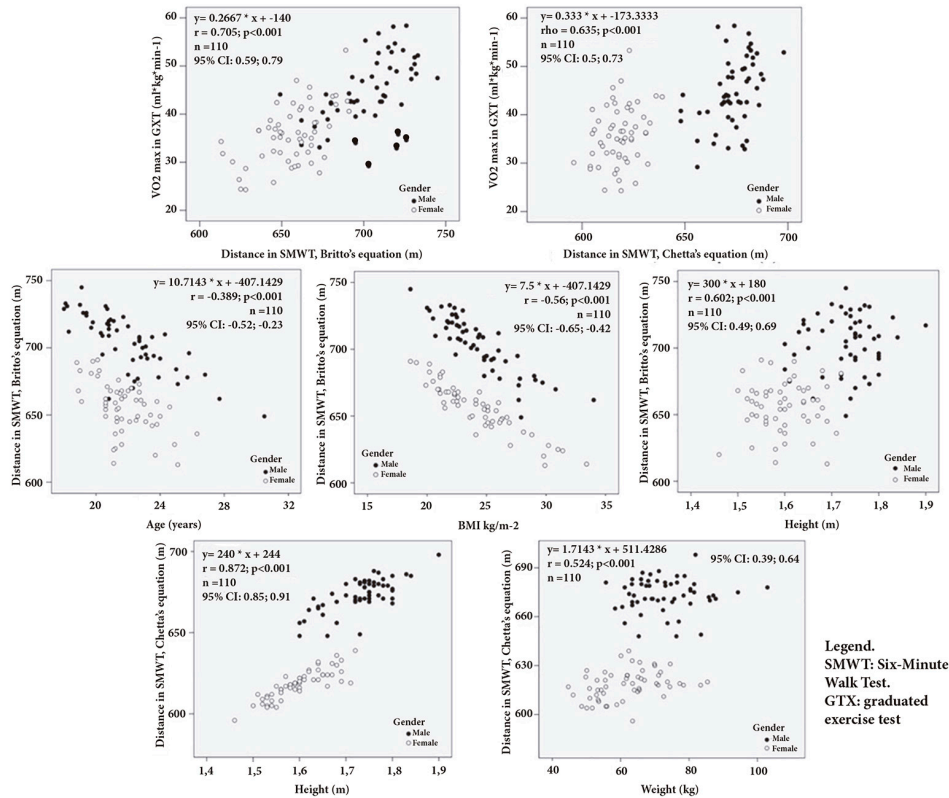 y= 0.2667 * x + -140
r = 0.705; p<0.001
n =110
95% CI: 0.59; 0.79
VO2 max in GXT (ml*kg*min-1)
60
50
40
30
20
Gender
Male
Female
600
650
700
750
Distance in SMWT, Britto's equation (m)
y= 0.333 * x + -173.3333
rho = 0.635; p<0.001
n=110
95% CI: 0.5; 0.73
VO2 max in GXT (ml*kg*min-1)
60
50
40
30
20
Gender
Male
Female
600
650
700
Distance in SMWT, Chetta's equation (m)
y= 10.7143 * x + -407.1429
r = -0.389; p<0.001
n =110
95% CI: -0.52; -0.23
Distance in SMWT, Britto's equation (m)
750
700
650
600
Gender
Male
Female
20
24
28
32
Age (years)
y= 7.5 * x + -407.1429
r = -0.56; p<0.001
n =110
95% CI: -0.65; -0.42
Distance in SMWT, Britto's equation (m)
750
700
650
600
Gender
Male
Female
15
20
25
30
35
BMI kg/m-2
y= 300 * x + 180
r = 0.602; p<0.001
n =110
95% CI: 0.49; 0.69
Distance in SMWT, Britto's equation (m)
750
700
650
600
Gender
Male
Female
1,4
1,5
1,6
1,7
1,8
1,9
Height (m)
y= 240 * x + 244
r = 0.872; p<0.001
n =110
95% CI: 0.85; 0.91
Distance in SMWT, Chetta's equation (m)
700
650
600
Gender
Male
Female
1,4
1,5
1,6
1,7
1,8
1,9
Height (m)
y= 1.7143 * x + 511.4286
r = 0.524; p<0.001
n =110
95% CI: 0.39; 0.64
Distance in SMWT, Chetta's equation (m)
690
660
630
600
Gender
Male
Female
40
60
80
100
Weight (kg)
Legend.
SMWT: Six-Minute
Walk Test.
GTX: graduated
exercise test